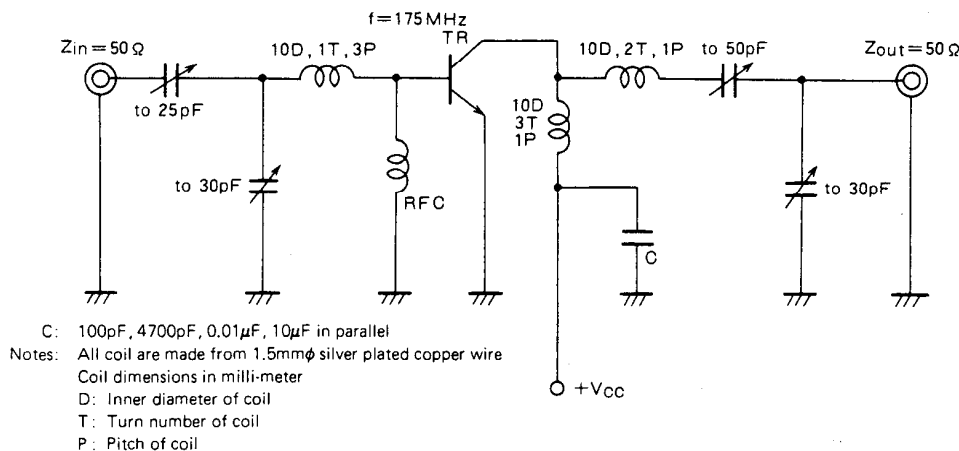 f=175MHz
TR
Zin=50Ω
10D,1T,3P
10D,2T,1P
to 50pF
Zout=50Ω
to 25pF
10D
3T
1P
to 30pF
RFC
to 30pF
C
C: 100pF, 4700pF, 0.01μF, 10μF in parallel
Notes: All coil are made from 1.5mmϕ silver plated copper wire
Coil dimensions in milli-meter
D: Inner diameter of coil
T: Turn number of coil
P: Pitch of coil
+VCC